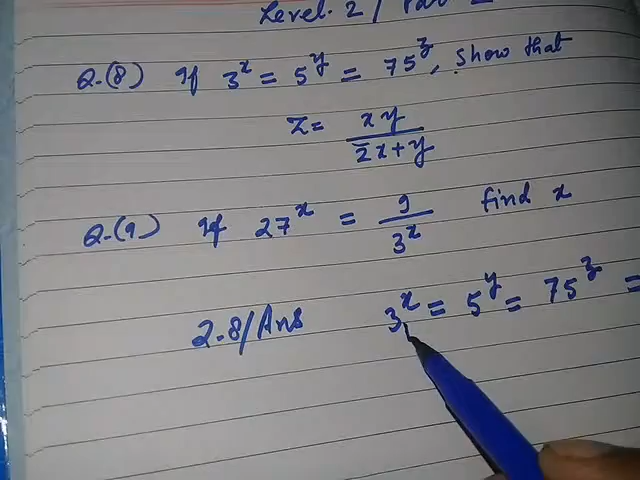 Level. 2 /
Q.(8) If 3^x = 5^y = 75^z, show that
z = xy / 2x+y
Q.(9) If 27^x = 9 / 3^x find x
2.8/Ans 3^x = 5^y = 75^z =